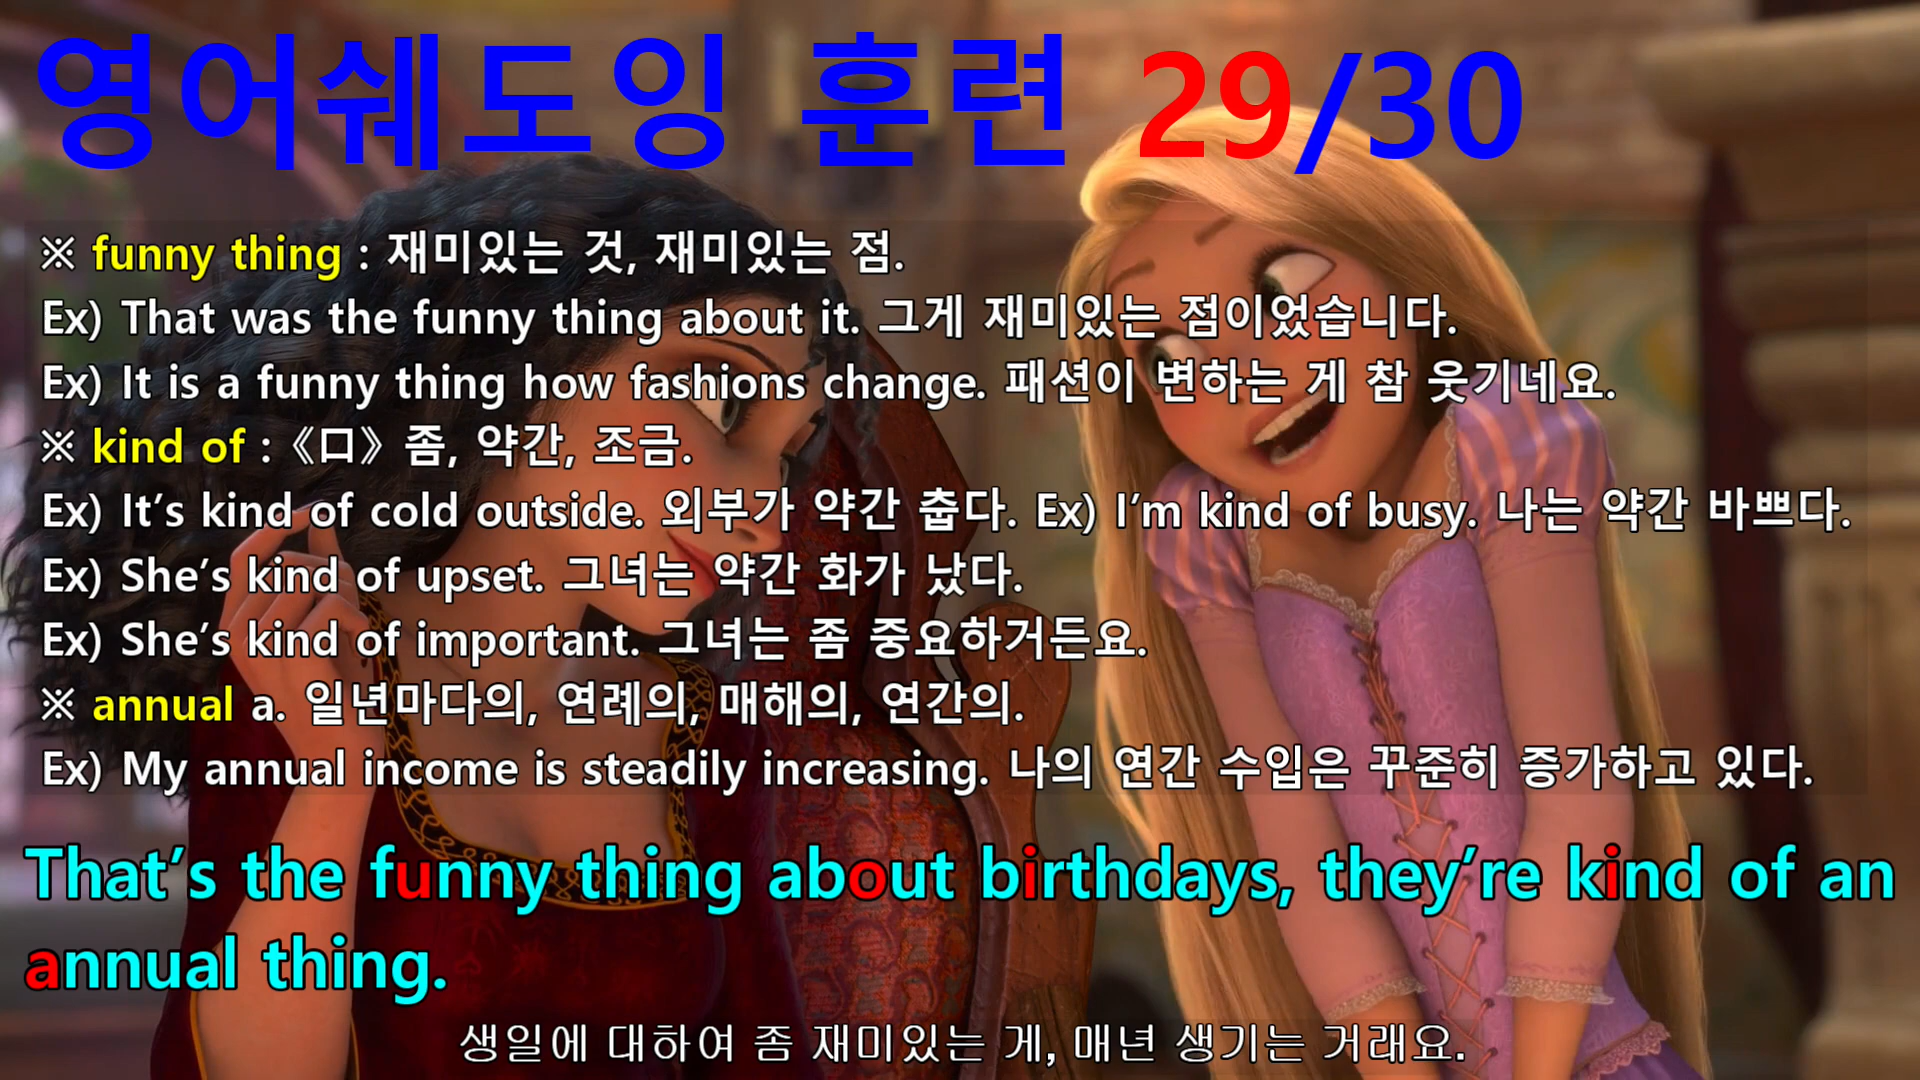 영어쉐도잉 훈련 29/30
※ funny thing : 재미있는 것, 재미있는 점.
Ex) That was the funny thing about it. 그게 재미있는 점이었습니다.
Ex) It is a funny thing how fashions change. 패션이 변하는 게 참 웃기네요.
※ kind of :《口》좀, 약간, 조금.
Ex) It’s kind of cold outside. 외부가 약간 춥다. Ex) I’m kind of busy. 나는 약간 바쁘다.
Ex) She’s kind of upset. 그녀는 약간 화가 났다.
Ex) She’s kind of important. 그녀는 좀 중요하거든요.
※ annual a. 일년마다의, 연례의, 매해의, 연간의.
Ex) My annual income is steadily increasing. 나의 연간 수입은 꾸준히 증가하고 있다.
That’s the funny thing about birthdays, they’re kind of an
annual thing.
생일에 대하여 좀 재미있는 게, 매년 생기는 거래요.